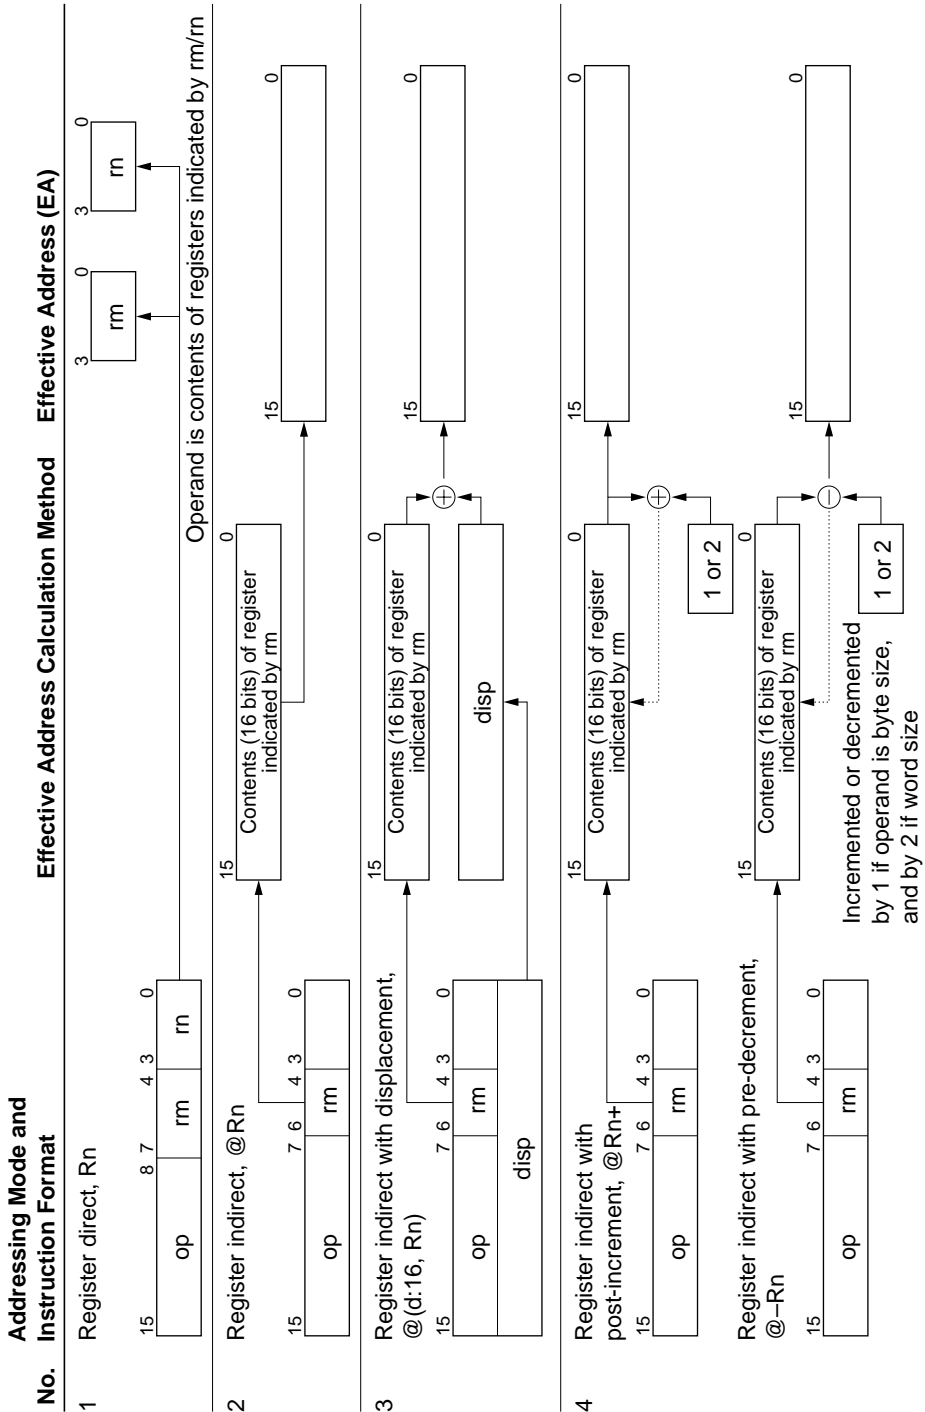 Addressing Mode and
No. Instruction Format Effective Address Calculation Method Effective Address (EA)
1 Register direct, Rn
3 0 3 0
rm rn
15 8 7 4 3 0
op rm rn
Operand is contents of registers indicated by rm/rn
2 Register indirect, @Rn
15 0
Contents (16 bits) of register
indicated by rm
15 0
15 7 6 4 3 0
op rm
3 Register indirect with displacement,
@(d:16, Rn)
15 0
Contents (16 bits) of register
indicated by rm
15 0
+
15 7 6 4 3 0
op rm
disp
disp
4 Register indirect with
post-increment, @Rn+
15 0
Contents (16 bits) of register
indicated by rm
15 0
+
15 7 6 4 3 0
op rm
1 or 2
Register indirect with pre-decrement,
@–Rn
15 0
Contents (16 bits) of register
indicated by rm
15 0
–
15 7 6 4 3 0
op rm
1 or 2
Incremented or decremented
by 1 if operand is byte size,
and by 2 if word size